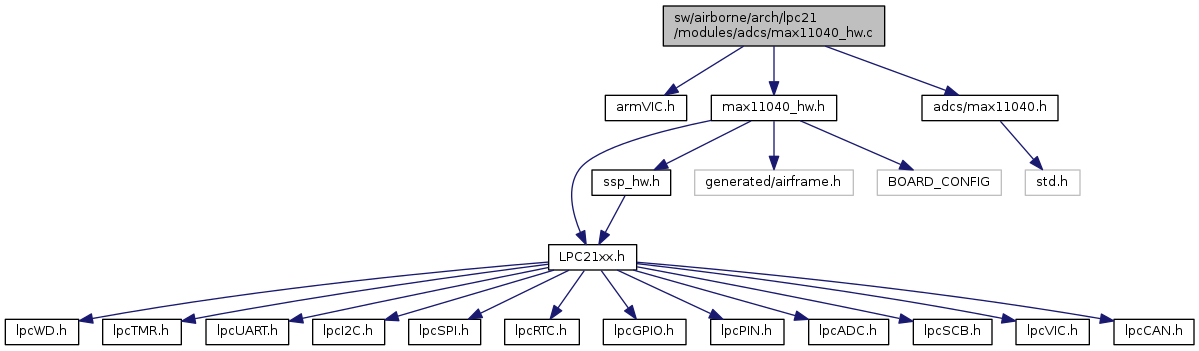 sw/airborne/arch/lpc21
/modules/adcs/max11040_hw.c
armVIC.h
max11040_hw.h
adcs/max11040.h
ssp_hw.h
generated/airframe.h
BOARD_CONFIG
std.h
LPC21xx.h
lpcWD.h
lpcTMR.h
lpcUART.h
lpcI2C.h
lpcSPI.h
lpcRTC.h
lpcGPIO.h
lpcPIN.h
lpcADC.h
lpcSCB.h
lpcVIC.h
lpcCAN.h